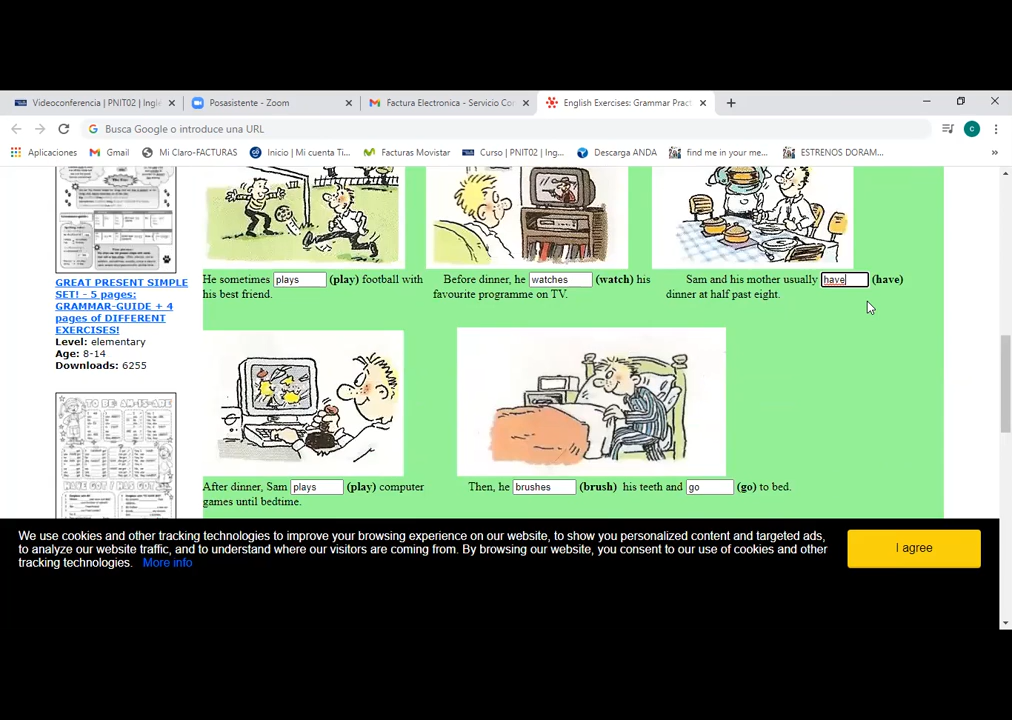 Videoconferencia | PNIT02 | Ingle
Posasistente - Zoom
Factura Electronica - Servicio Co
English Exercises: Grammar Pract
Busca Google o introduce una URL
c
Aplicaciones
Gmail
Mi Claro-FACTURAS
Inicio | Mi cuenta Ti...
Facturas Movistar
Curso | PNIT02 | Ing...
Descarga ANDA
find me in your me...
ESTRENOS DORAM...
GREAT PRESENT SIMPLE
SET! - 5 pages:
GRAMMAR-GUIDE + 4
pages of DIFFERENT
EXERCISES!
Level: elementary
Age: 8-14
Downloads: 6255
He sometimes plays (play) football with
his best friend.
Before dinner, he watches (watch) his
favourite programme on TV.
Sam and his mother usually have (have)
dinner at half past eight.
After dinner, Sam plays (play) computer
games until bedtime.
Then, he brushes (brush) his teeth and go (go) to bed.
We use cookies and other tracking technologies to improve your browsing experience on our website, to show you personalized content and targeted ads,
to analyze our website traffic, and to understand where our visitors are coming from. By browsing our website, you consent to our use of cookies and other
tracking technologies. More info
I agree